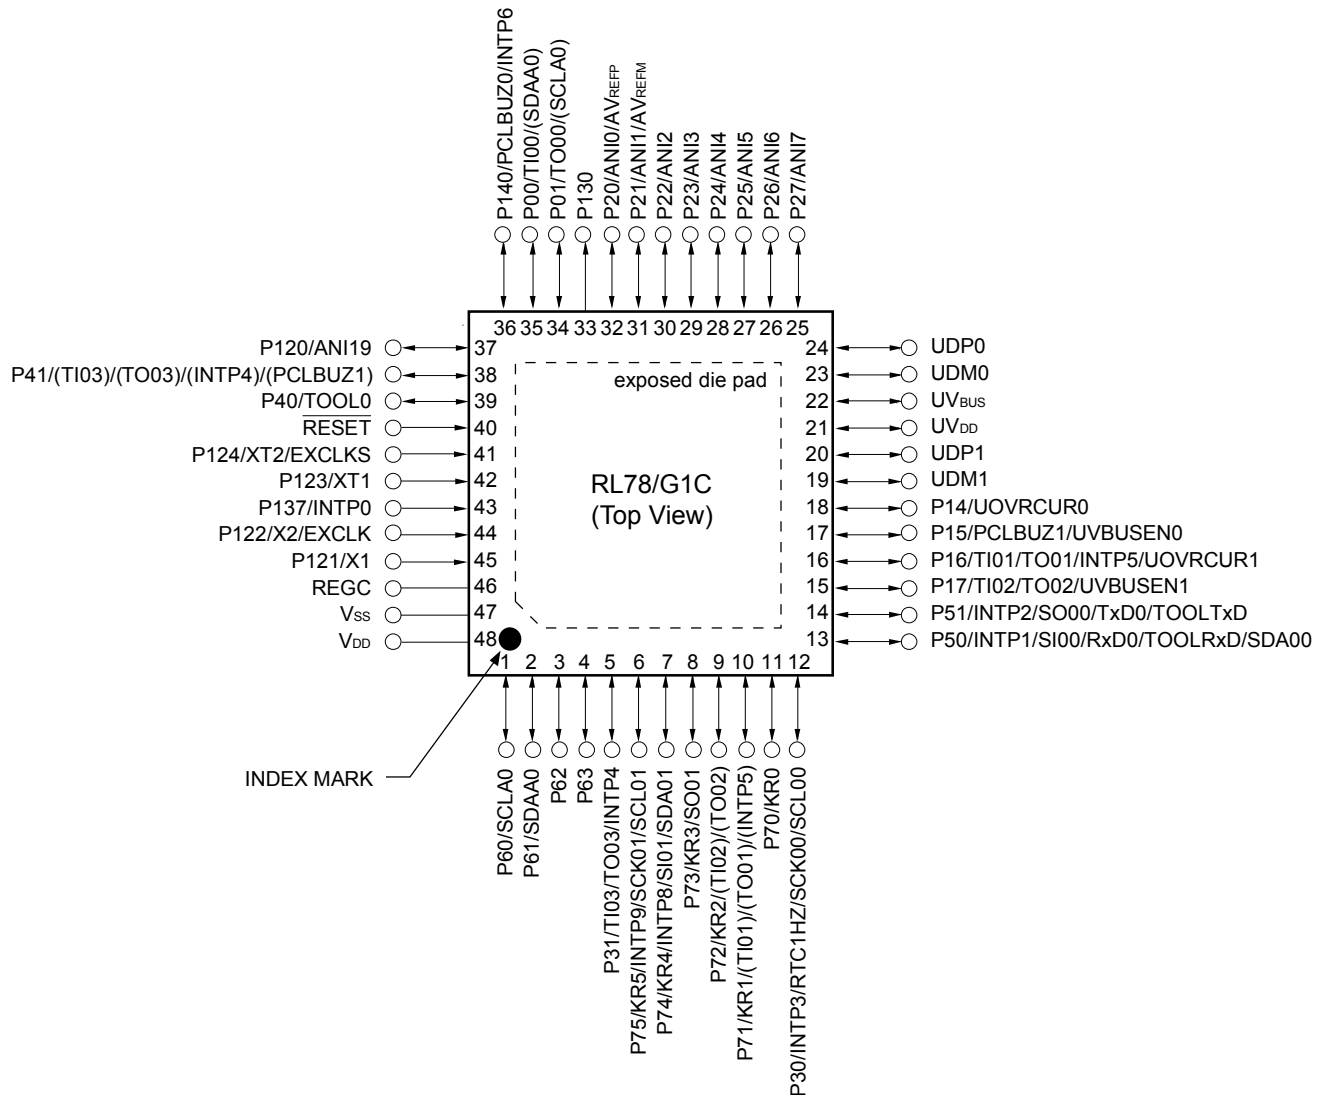 P140/PCLBUZ0/INTP6
P00/TI00/(SDAA0)
P01/TO00/(SCLA0)
P130
P20/ANI0/AVREFP
P21/ANI1/AVREFM
P22/ANI2
P23/ANI3
P24/ANI4
P25/ANI5
P26/ANI6
P27/ANI7
36 35 34 33 32 31 30 29 28 27 26 25
P120/ANI19 37
P41/(TI03)/(TO03)/(INTP4)/(PCLBUZ1) 38
P40/TOOL0 39
RESET 40
P124/XT2/EXCLKS 41
P123/XT1 42
P137/INTP0 43
P122/X2/EXCLK 44
P121/X1 45
REGC 46
VSS 47
VDD 48
exposed die pad
RL78/G1C
(Top View)
24 UDP0
23 UDM0
22 UVBUS
21 UVDD
20 UDP1
19 UDM1
18 P14/UOVRCUR0
17 P15/PCLBUZ1/UVBUSEN0
16 P16/TI01/TO01/INTP5/UOVRCUR1
15 P17/TI02/TO02/UVBUSEN1
14 P51/INTP2/SO00/TxD0/TOOLTxD
13 P50/INTP1/SI00/RxD0/TOOLRxD/SDA00
1 2 3 4 5 6 7 8 9 10 11 12
INDEX MARK
P60/SCLA0
P61/SDAA0
P62
P63
P31/TI03/TO03/INTP4
P75/KR5/INTP9/SCK01/SCL01
P74/KR4/INTP8/SI01/SDA01
P73/KR3/SO01
P72/KR2/(TI02)/(TO02)
P71/KR1/(TI01)/(TO01)/(INTP5)
P70/KR0
P30/INTP3/RTC1HZ/SCK00/SCL00